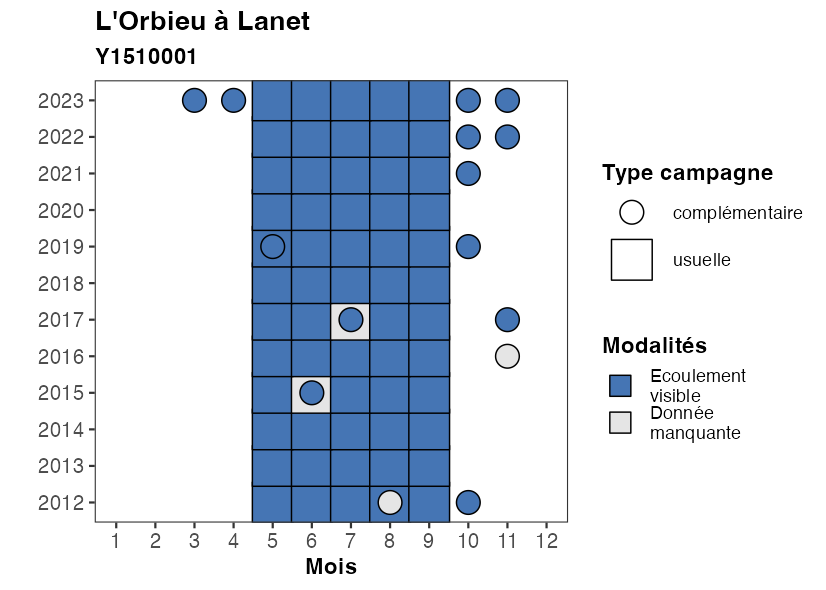 L'Orbieu à Lanet
Y1510001
2023
2022
2021
2020
2019
2018
2017
2016
2015
2014
2013
2012
1 2 3 4 5 6 7 8 9 10 11 12
Mois
Type campagne
complémentaire
usuelle
Modalités
Ecoulement
visible
Donnée
manquante